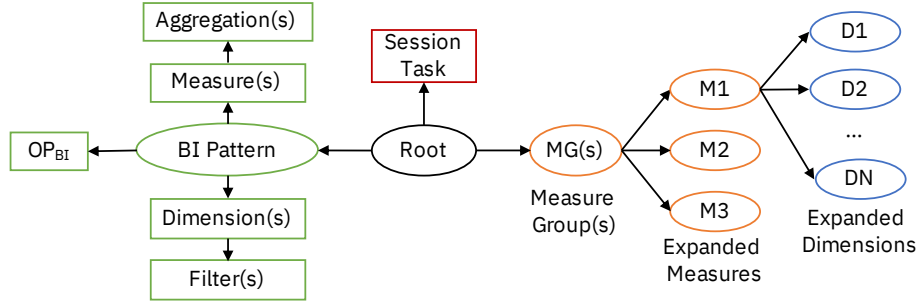 Aggregation(s)
Measure(s)
OP_BI
BI Pattern
Dimension(s)
Filter(s)
Session
Task
Root
MG(s)
Measure
Group(s)
M1
M2
M3
Expanded
Measures
D1
D2
...
DN
Expanded
Dimensions